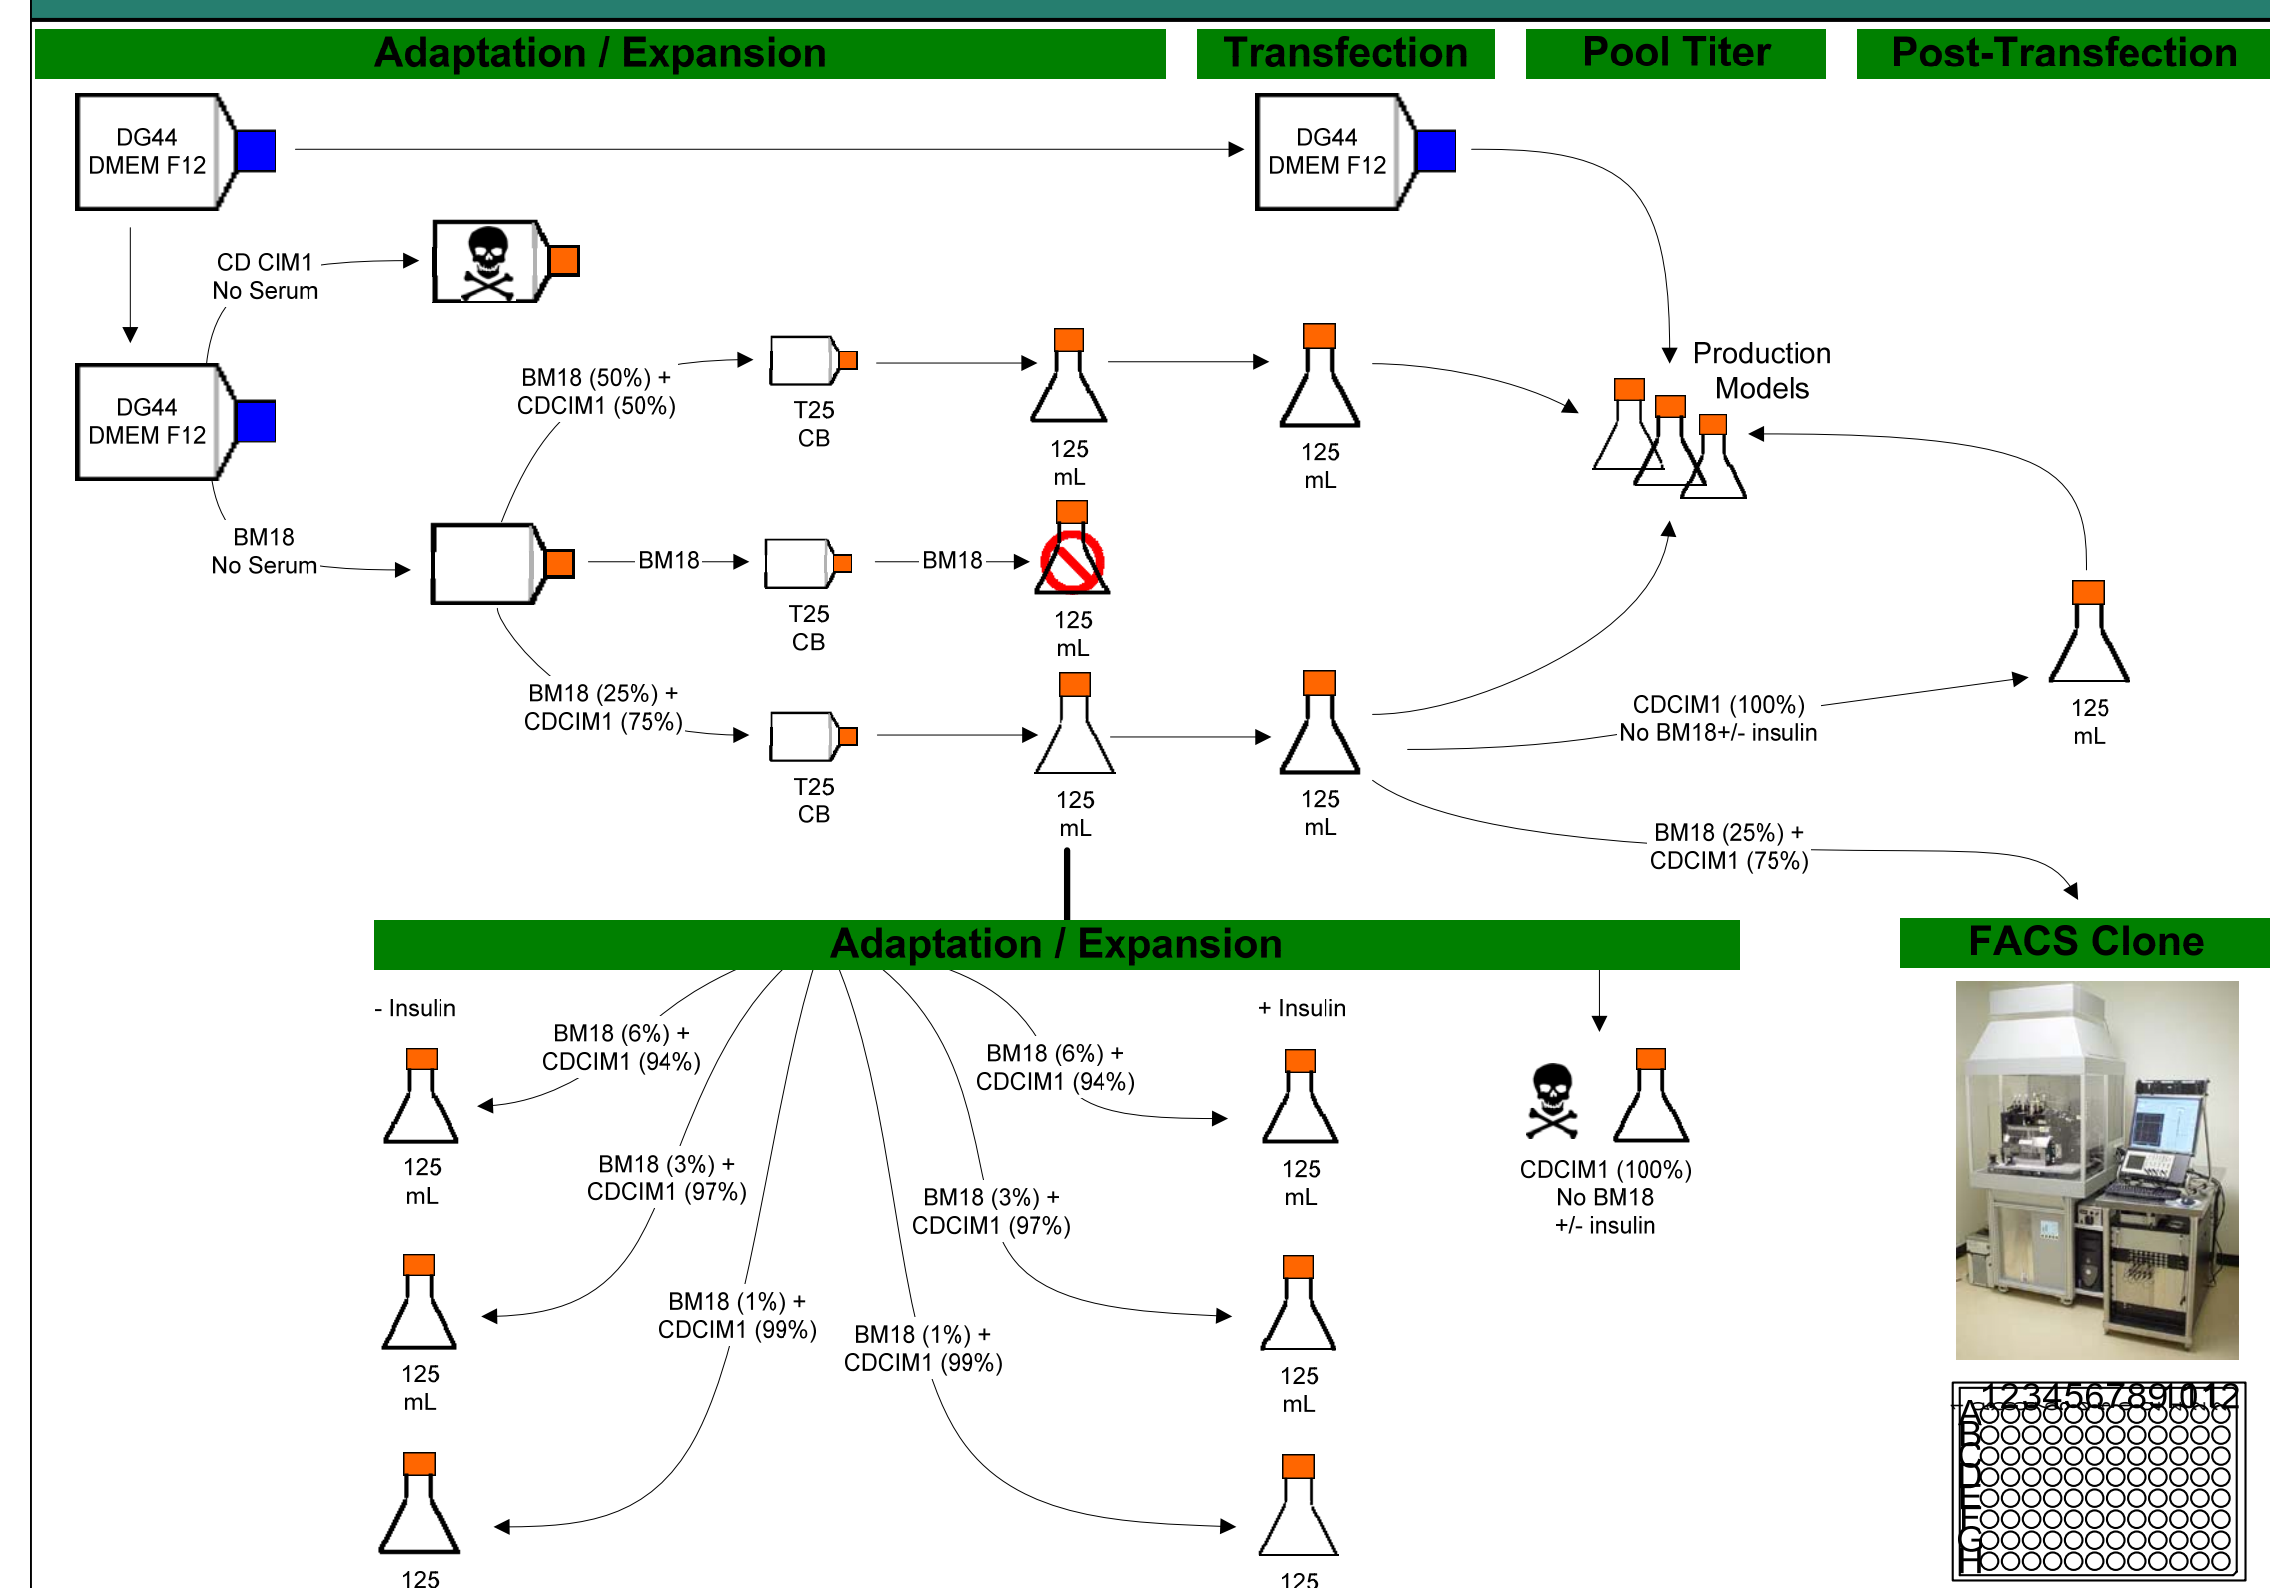 Adaptation / Expansion
Transfection
Pool Titer
Post-Transfection
DG44
DMEM F12
DG44
DMEM F12
CD CIM1
No Serum
DG44
DMEM F12
BM18
No Serum
BM18 (50%) +
CDCIM1 (50%)
T25
CB
125
mL
125
mL
Production
Models
BM18
T25
CB
BM18
125
mL
BM18 (25%) +
CDCIM1 (75%)
T25
CB
125
mL
125
mL
CDCIM1 (100%)
No BM18+/- insulin
125
mL
BM18 (25%) +
CDCIM1 (75%)
Adaptation / Expansion
FACS Clone
- Insulin
BM18 (6%) +
CDCIM1 (94%)
125
mL
BM18 (3%) +
CDCIM1 (97%)
125
mL
BM18 (1%) +
CDCIM1 (99%)
125
+ Insulin
BM18 (6%) +
CDCIM1 (94%)
125
mL
BM18 (3%) +
CDCIM1 (97%)
125
mL
BM18 (1%) +
CDCIM1 (99%)
125
CDCIM1 (100%)
No BM18
+/- insulin
123456789101112
A
B
C
D
E
F
G
H